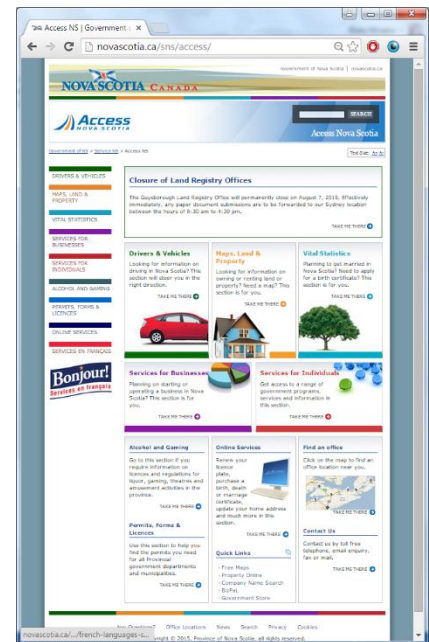 Access NS | Government
novascotia.ca/sns/access/
Government of Nova Scotia | novascotia.ca
NOVA SCOTIA CANADA
Access
NOVA SCOTIA
SEARCH
Access Nova Scotia
Government of NS > Service NS > Access NS
Text Size: A+ A-
DRIVERS & VEHICLES
MAPS, LAND &
PROPERTY
VITAL STATISTICS
SERVICES FOR
BUSINESSES
SERVICES FOR
INDIVIDUALS
ALCOHOL AND GAMING
PERMITS, FORMS &
LICENCES
ONLINE SERVICES
SERVICES EN FRANÇAIS
Bonjour!
Services en français
Closure of Land Registry Offices
The Guysborough Land Registry Office will permanently close on August 7, 2015. Effectively
immediately, any paper document submissions are to be forwarded to our Sydney location
between the hours of 8:30 am to 4:30 pm.
TAKE ME THERE
Drivers & Vehicles
Looking for information on
driving in Nova Scotia? This
section will steer you in the
right direction.
TAKE ME THERE
Maps, Land &
Property
Looking for information on
owning or renting land or
property? Need a map? This
section is for you.
TAKE ME THERE
Vital Statistics
Planning to get married in
Nova Scotia? Need to apply
for a birth certificate? This
section is for you.
TAKE ME THERE
Services for Businesses
Planning on starting or
operating a business in Nova
Scotia? This section is for
you.
TAKE ME THERE
Services for Individuals
Get access to a range of
government programs,
services and information in
this section.
TAKE ME THERE
Alcohol and Gaming
Go to this section if you
require information on
licences and regulations for
liquor, gaming, theatres and
amusement activities in the
province.
TAKE ME THERE
Permits, Forms &
Licences
Use this section to help you
find the permits you need
for all Provincial
government departments
and municipalities.
TAKE ME THERE
Online Services
Renew your
licence
plate,
purchase a
birth, death
or marriage
certificate,
update your home address
and much more in this
section.
TAKE ME THERE
Quick Links
- Free Maps
- Property Online
- Company Name Search
- BizPaL
- Government Store
Find an office
Click on the map to find an
office location near you.
TAKE ME THERE
Contact Us
Contact us by toll free
telephone, email enquiry,
fax or mail.
TAKE ME THERE
Questions? Office Locations News Search Privacy Cookies
2015, Province of Nova Scotia, all rights reserved.
novascotia.ca/.../french-languages-s...